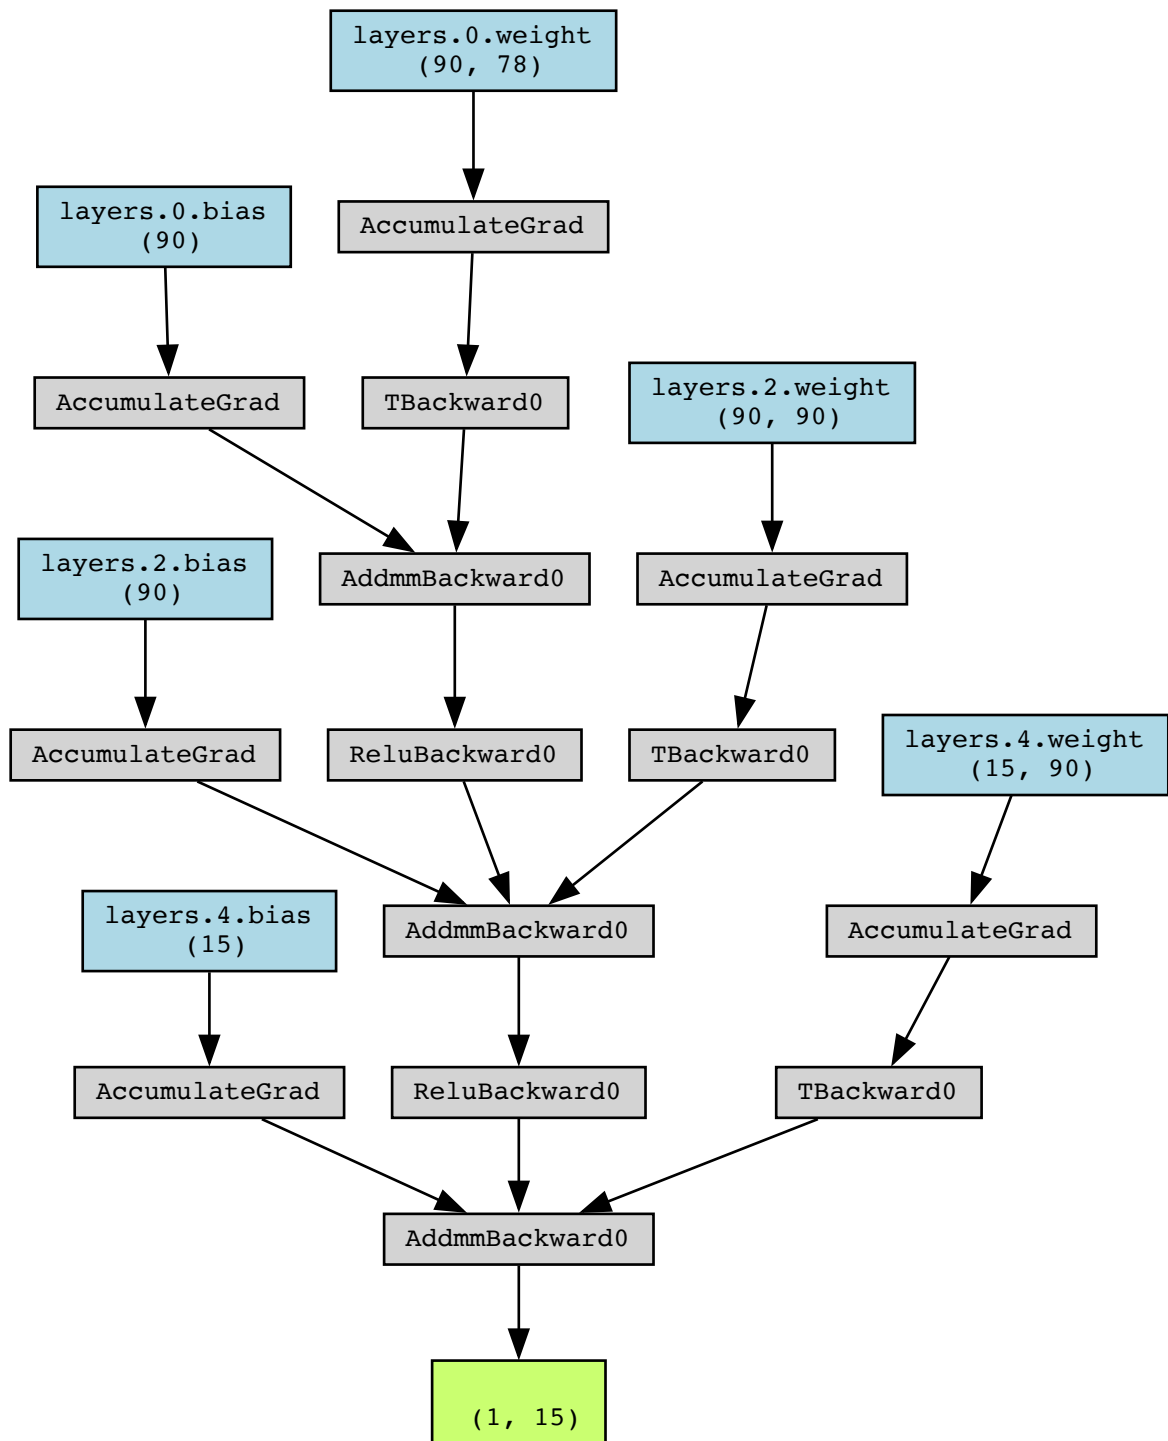 layers.0.weight
(90, 78)
layers.0.bias
(90)
AccumulateGrad
AccumulateGrad
TBackward0
layers.2.weight
(90, 90)
layers.2.bias
(90)
AddmmBackward0
AccumulateGrad
AccumulateGrad
ReluBackward0
TBackward0
layers.4.weight
(15, 90)
layers.4.bias
(15)
AddmmBackward0
AccumulateGrad
AccumulateGrad
ReluBackward0
TBackward0
AddmmBackward0
(1, 15)